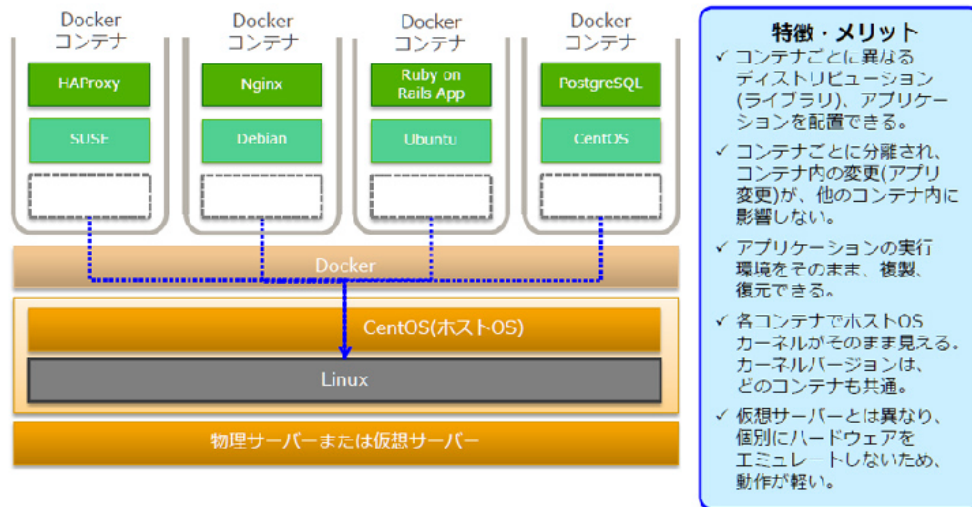 Docker
コンテナ
Docker
コンテナ
Docker
コンテナ
Docker
コンテナ
HAProxy
Nginx
Ruby on
Rails App
PostgreSQL
SUSE
Debian
Ubuntu
CentOS
Docker
CentOS(ホストOS)
Linux
物理サーバーまたは仮想サーバー
特徴・メリット
✓ コンテナごとに異なる
ディストリビューション
(ライブラリ)、アプリケー
ションを配置できる。
✓ コンテナごとに分離され、
コンテナ内の変更(アプリ
変更)が、他のコンテナ内に
影響しない。
✓ アプリケーションの実行
環境をそのまま、複製、
復元できる。
✓ 各コンテナでホストOS
カーネルがそのまま見える。
カーネルバージョンは、
どのコンテナも共通。
✓ 仮想サーバーとは異なり、
個別にハードウェアを
エミュレートしないため、
動作が軽い。